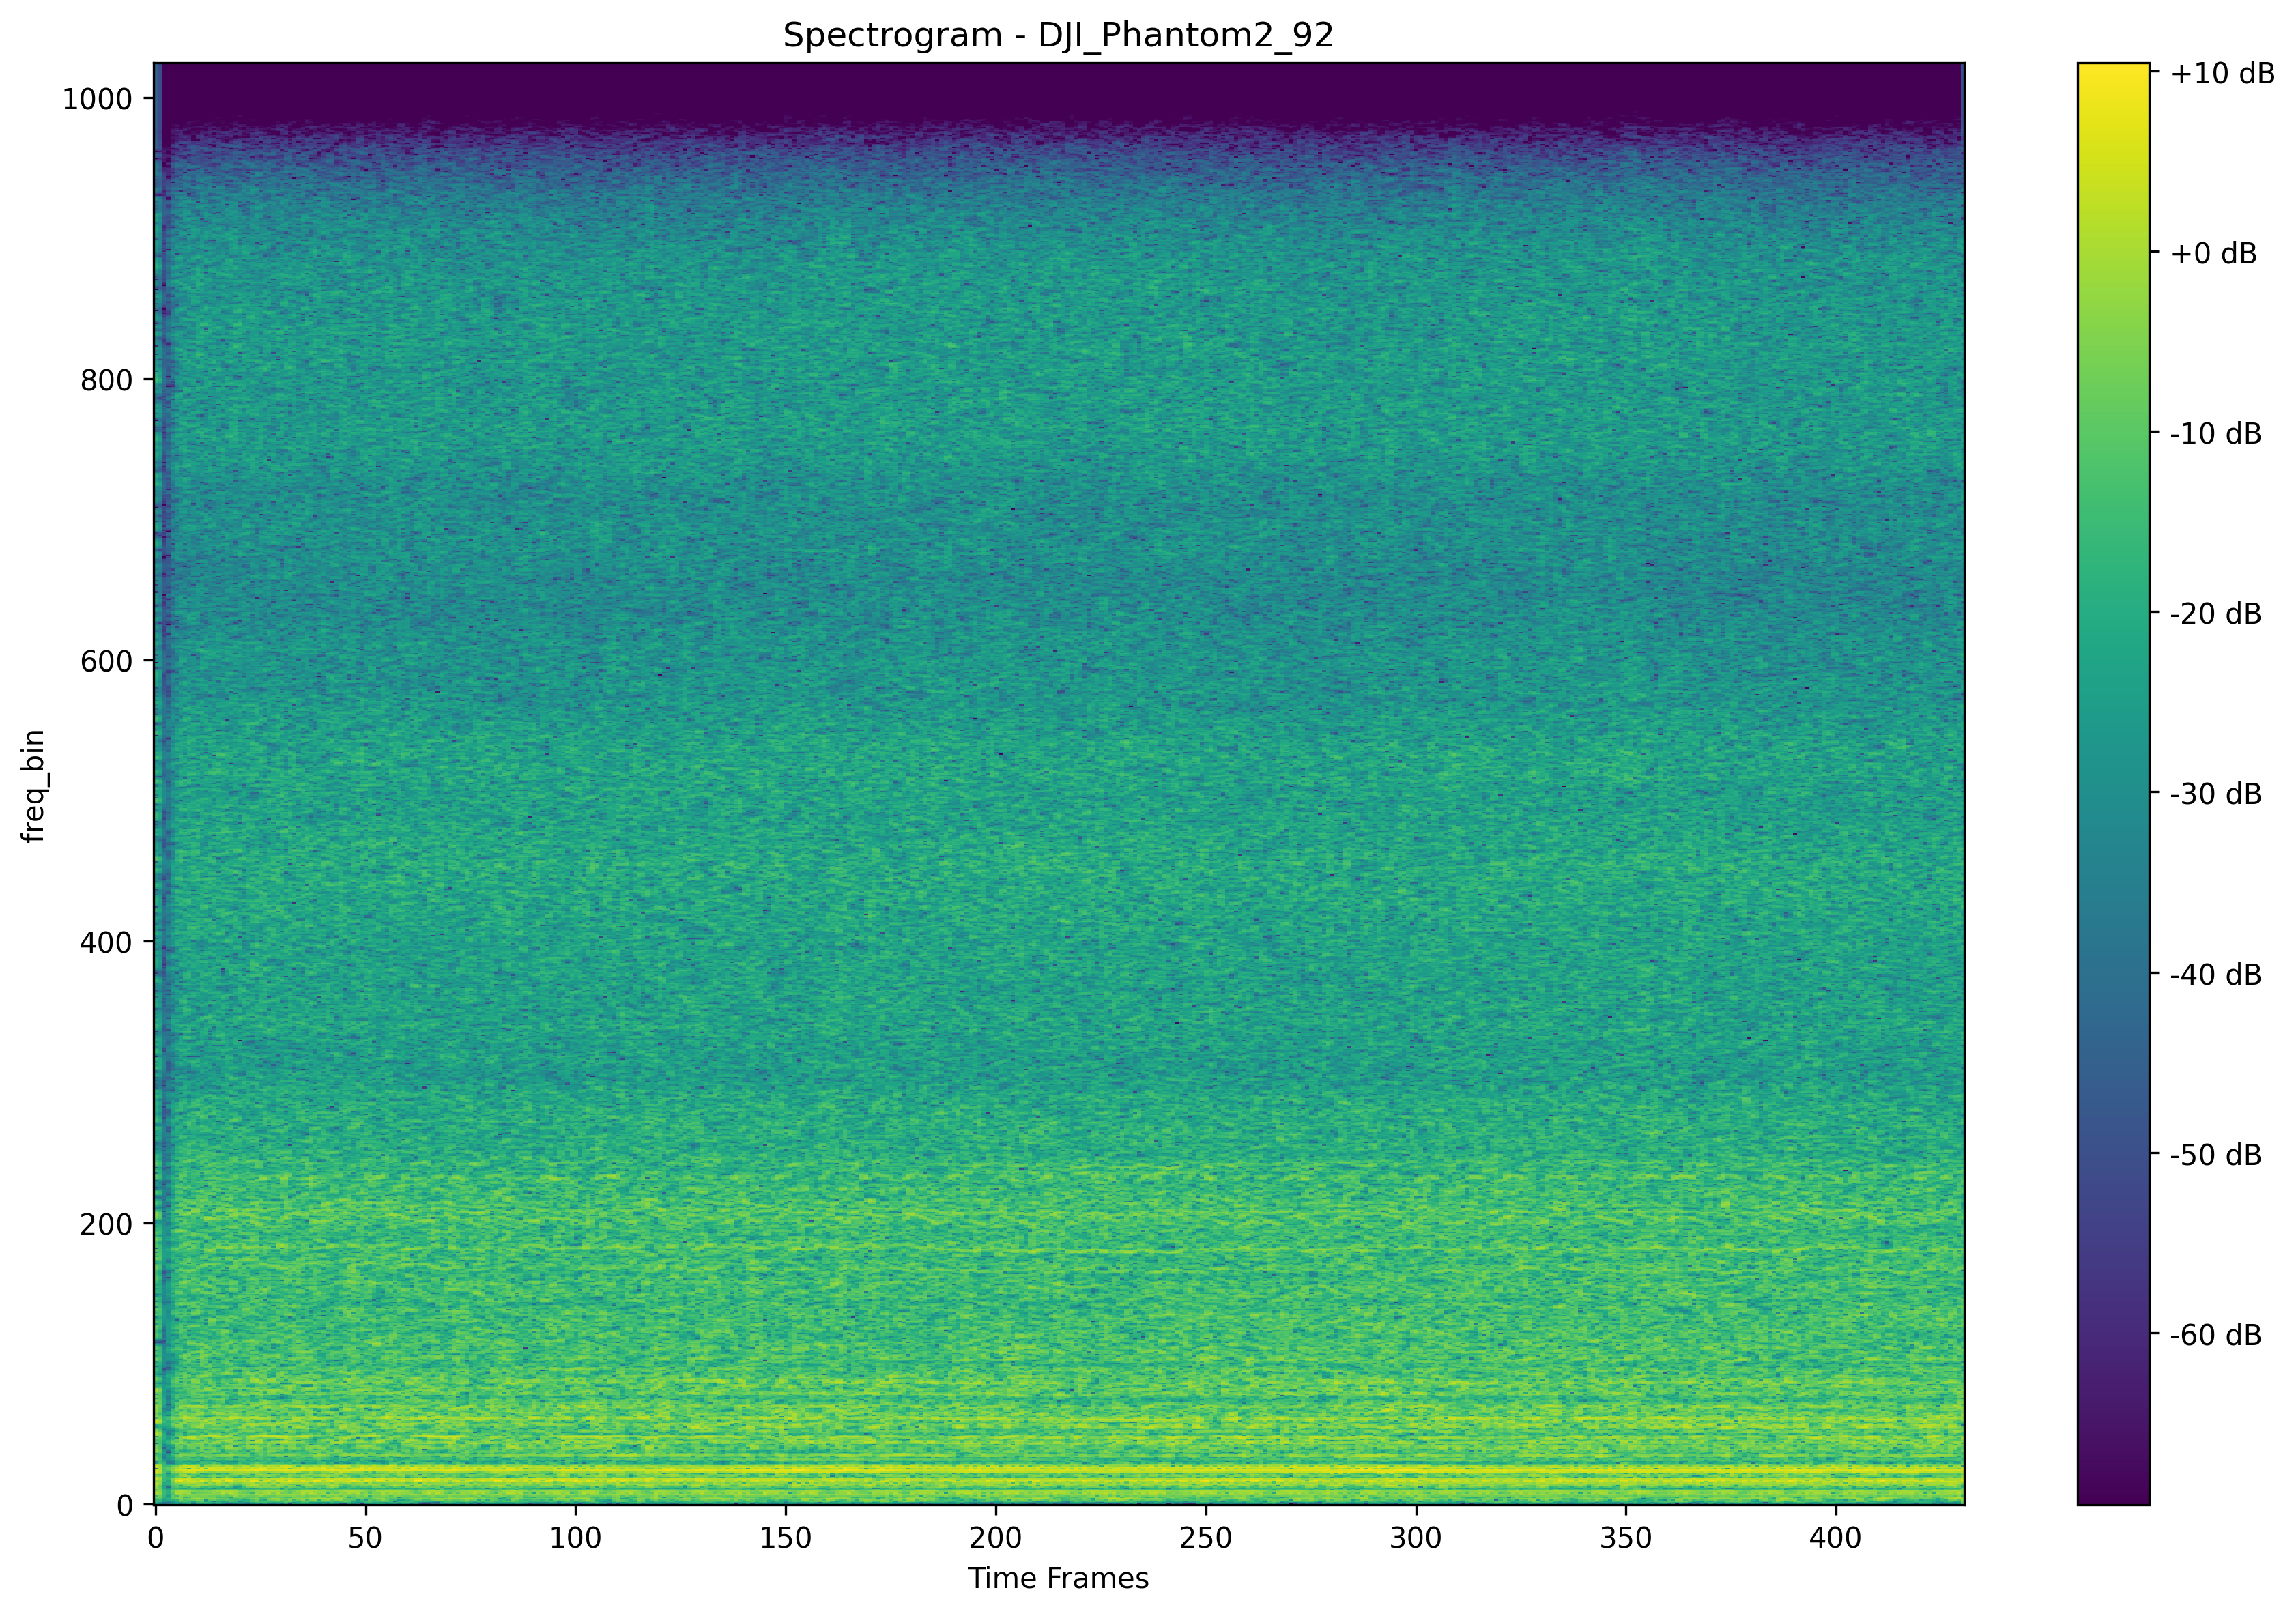 Spectrogram - DJI_Phantom2_92
1000
800
600
400
200
0
freq_bin
0 50 100 150 200 250 300 350 400
Time Frames
+10 dB
+0 dB
-10 dB
-20 dB
-30 dB
-40 dB
-50 dB
-60 dB